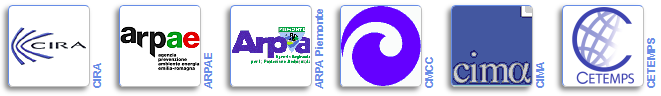 CIRA
CIRA
arpae
agenzia
prevenzione
ambiente energia
emilia-romagna
ARPAE
PIEMONTE
Arpa
ARPA Piemonte
CMCC
cima
CIMA
CETEMPS
CETEMPS